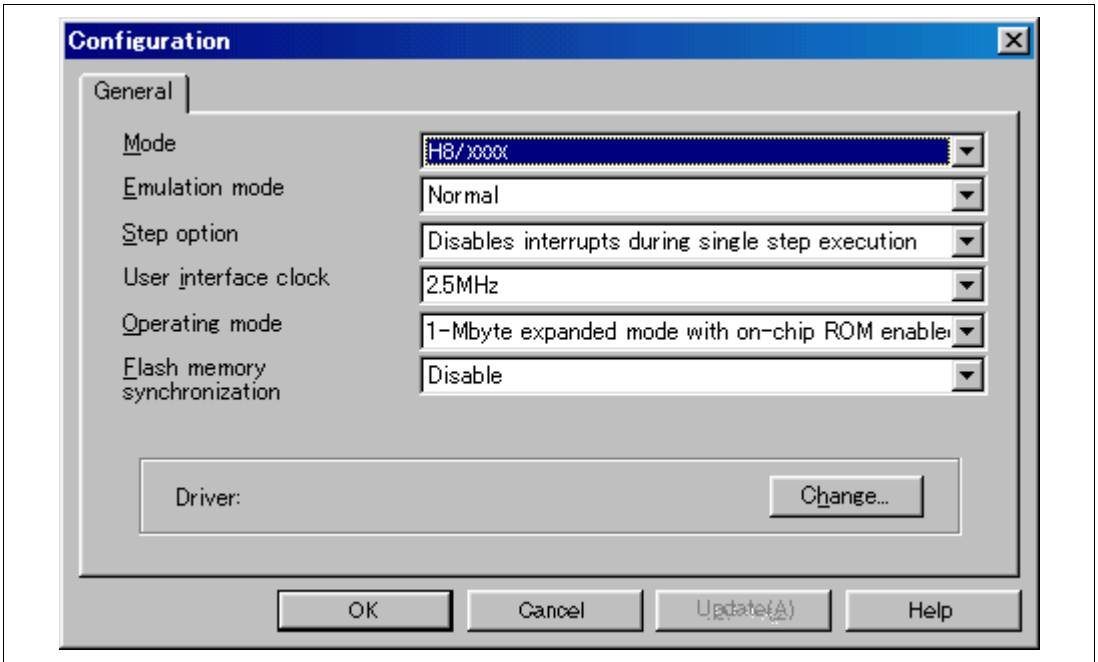 Configuration
General
Mode
H8/xxxx
Emulation mode
Normal
Step option
Disables interrupts during single step execution
User interface clock
2.5MHz
Operating mode
1-Mbyte expanded mode with on-chip ROM enable
Flash memory
synchronization
Disable
Driver:
Change...
OK
Cancel
Update(A)
Help